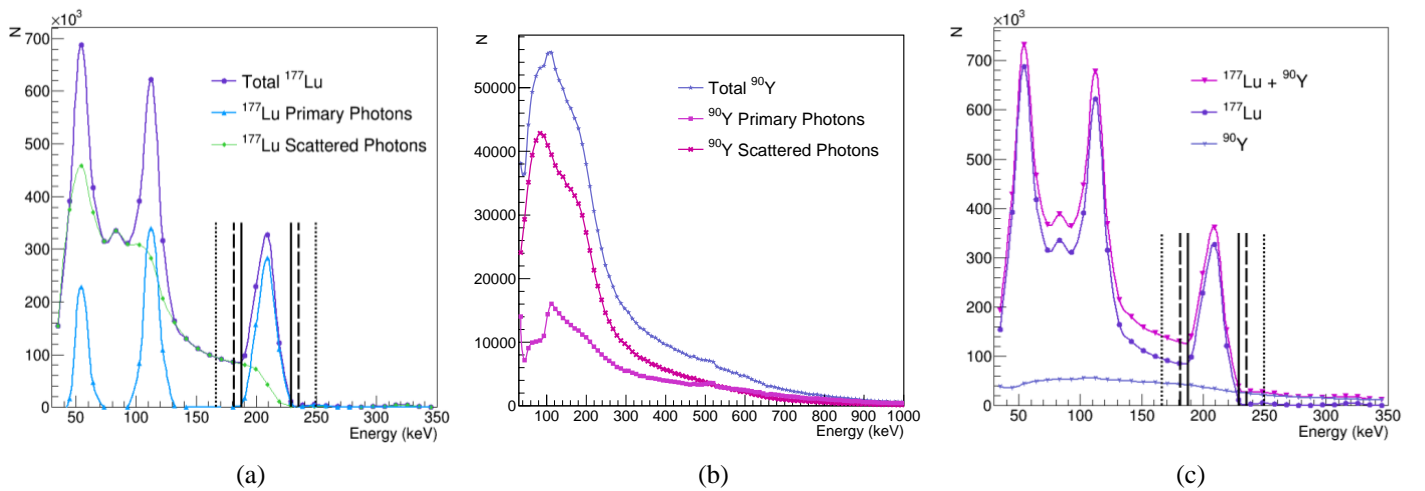 ×10³
N
700
600
500
400
300
200
100
0
50 100 150 200 250 300 350
Energy (keV)
Total ¹⁷⁷Lu
¹⁷⁷Lu Primary Photons
¹⁷⁷Lu Scattered Photons
(a)
N
50000
40000
30000
20000
10000
0
100 200 300 400 500 600 700 800 900 1000
Energy (keV)
Total ⁹⁰Y
⁹⁰Y Primary Photons
⁹⁰Y Scattered Photons
(b)
×10³
N
700
600
500
400
300
200
100
0
50 100 150 200 250 300 350
Energy (keV)
¹⁷⁷Lu + ⁹⁰Y
¹⁷⁷Lu
⁹⁰Y
(c)